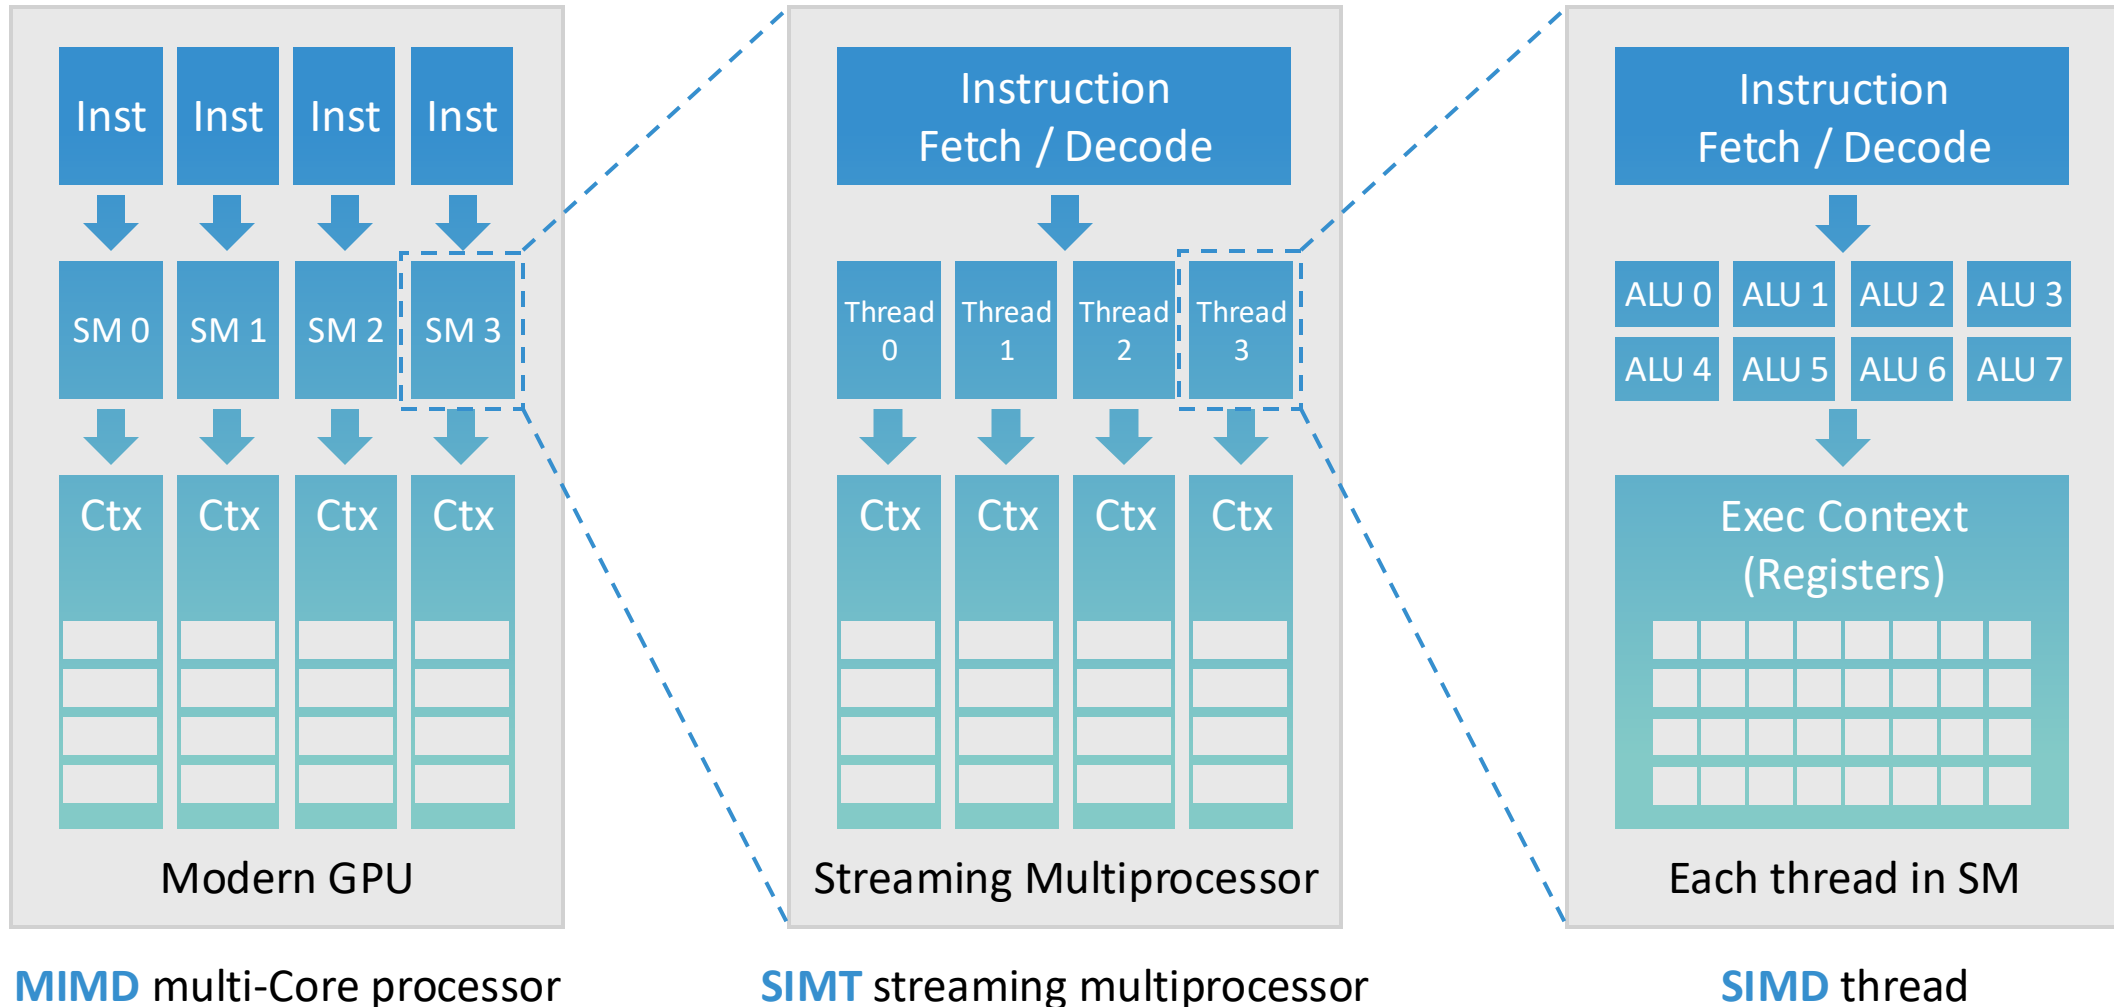 Inst Inst Inst Inst
SM 0 SM 1 SM 2 SM 3
Ctx Ctx Ctx Ctx
Modern GPU
MIMD multi-Core processor
Instruction
Fetch / Decode
Thread 0 Thread 1 Thread 2 Thread 3
Ctx Ctx Ctx Ctx
Streaming Multiprocessor
SIMT streaming multiprocessor
Instruction
Fetch / Decode
ALU 0 ALU 1 ALU 2 ALU 3
ALU 4 ALU 5 ALU 6 ALU 7
Exec Context
(Registers)
Each thread in SM
SIMD thread